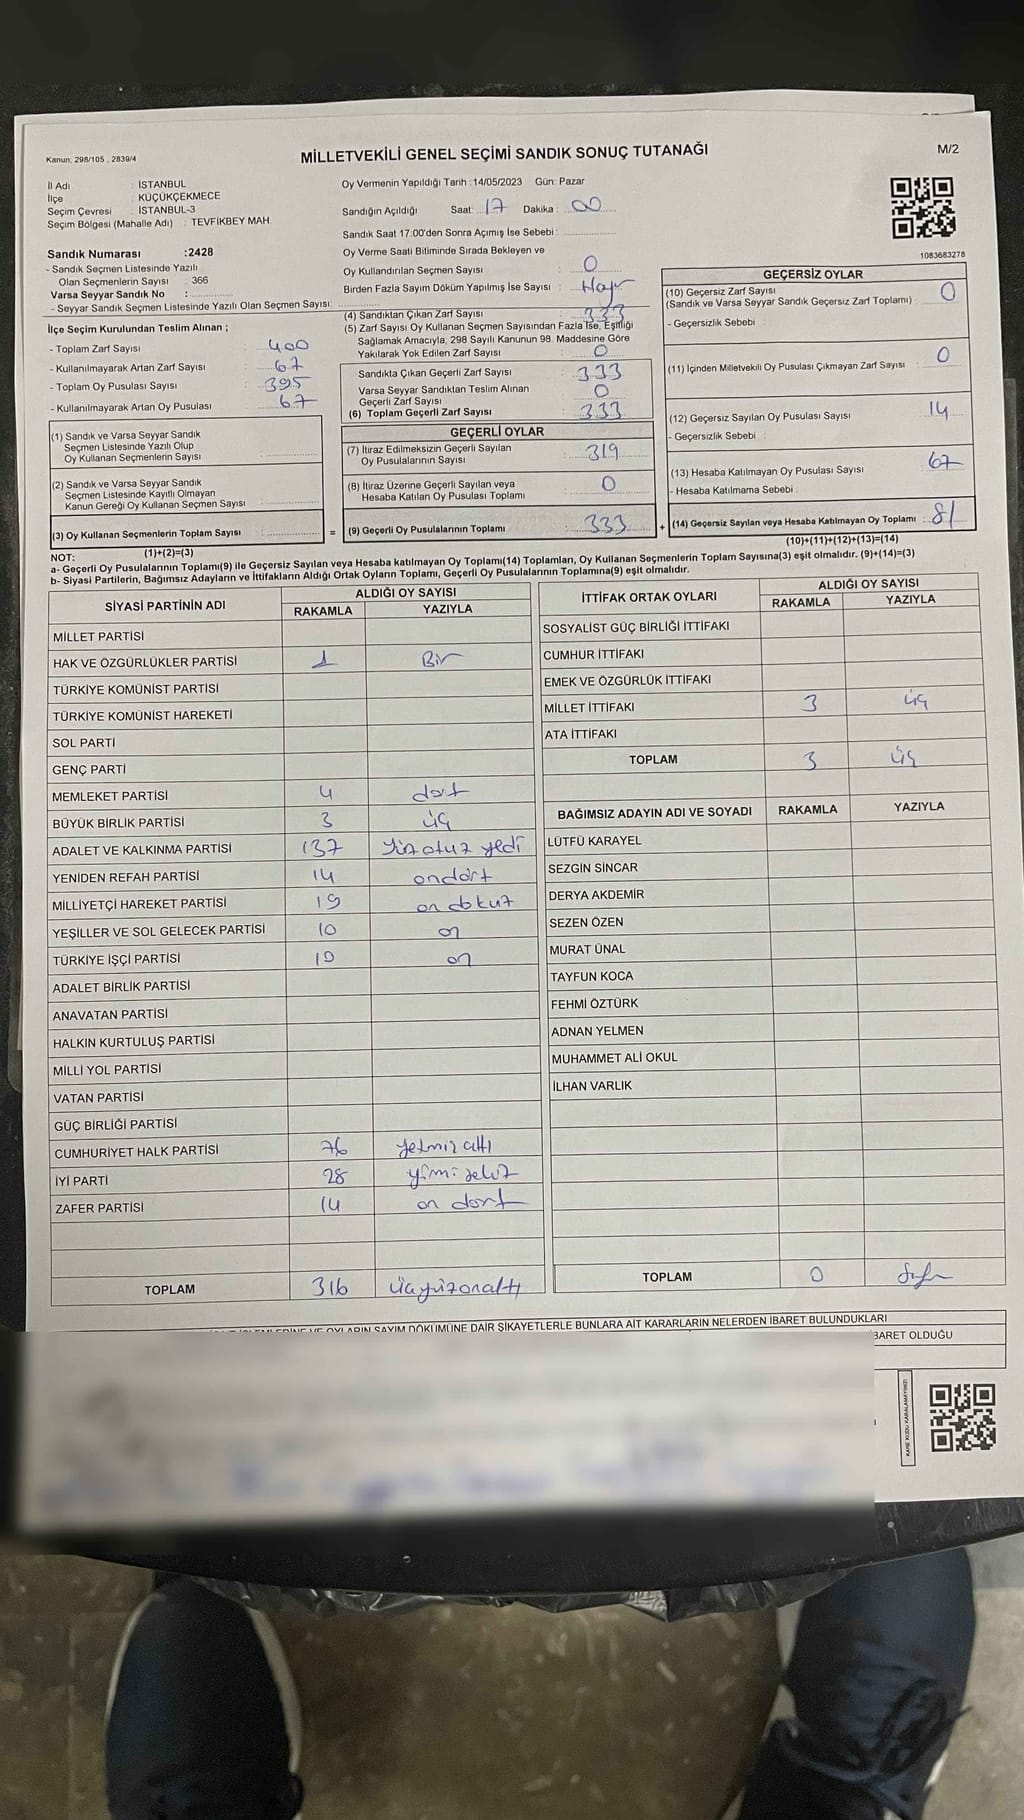 Kanun; 298/105 , 2839/4
MİLLETVEKİLİ GENEL SEÇİMİ SANDIK SONUÇ TUTANAĞI
M/2
İl Adı : İSTANBUL
İlçe : KÜÇÜKÇEKMECE
Seçim Çevresi : İSTANBUL-3
Seçim Bölgesi (Mahalle Adı) : TEVFİKBEY MAH.
Oy Vermenin Yapıldığı Tarih :14/05/2023 Gün: Pazar
Sandığın Açıldığı Saat: 17 Dakika : 00
Sandık Saat 17:00'den Sonra Açılmış İse Sebebi :
Sandık Numarası :2428
- Sandık Seçmen Listesinde Yazılı
Olan Seçmenlerin Sayısı : 366
Varsa Seyyar Sandık No :
- Seyyar Sandık Seçmen Listesinde Yazılı Olan Seçmen Sayısı:
Oy Verme Saati Bitiminde Sırada Bekleyen ve
Oy Kullandırılan Seçmen Sayısı : 0
Birden Fazla Sayım Döküm Yapılmış İse Sayısı : Hayır
1083683278
İlçe Seçim Kurulundan Teslim Alınan ;
- Toplam Zarf Sayısı : 400
- Kullanılmayarak Artan Zarf Sayısı : 67
- Toplam Oy Pusulası Sayısı : 395
- Kullanılmayarak Artan Oy Pusulası : 67
(4) Sandıktan Çıkan Zarf Sayısı : 333
(5) Zarf Sayısı Oy Kullanan Seçmen Sayısından Fazla İse, Eşitliği
Sağlamak Amacıyla, 298 Sayılı Kanunun 98. Maddesine Göre
Yakılarak Yok Edilen Zarf Sayısı : 0
Sandıkta Çıkan Geçerli Zarf Sayısı : 333
Varsa Seyyar Sandıktan Teslim Alınan
Geçerli Zarf Sayısı : 0
(6) Toplam Geçerli Zarf Sayısı : 333
GEÇERSİZ OYLAR
(10) Geçersiz Zarf Sayısı
(Sandık ve Varsa Seyyar Sandık Geçersiz Zarf Toplamı) : 0
- Geçersizlik Sebebi :
(11) İçinden Milletvekili Oy Pusulası Çıkmayan Zarf Sayısı : 0
(12) Geçersiz Sayılan Oy Pusulası Sayısı : 14
- Geçersizlik Sebebi :
(13) Hesaba Katılmayan Oy Pusulası Sayısı : 67
- Hesaba Katılmama Sebebi :
(14) Geçersiz Sayılan veya Hesaba Katılmayan Oy Toplamı : 81
(10)+(11)+(12)+(13)=(14)
(1) Sandık ve Varsa Seyyar Sandık
Seçmen Listesinde Yazılı Olup
Oy Kullanan Seçmenlerin Sayısı :
(2) Sandık ve Varsa Seyyar Sandık
Seçmen Listesinde Kayıtlı Olmayan
Kanun Gereği Oy Kullanan Seçmen Sayısı :
(3) Oy Kullanan Seçmenlerin Toplam Sayısı : =
(1)+(2)=(3)
GEÇERLİ OYLAR
(7) İtiraz Edilmeksizin Geçerli Sayılan
Oy Pusulalarının Sayısı : 319
(8) İtiraz Üzerine Geçerli Sayılan veya
Hesaba Katılan Oy Pusulası Toplamı : 0
(9) Geçerli Oy Pusulalarının Toplamı : 333 +
NOT:
a- Geçerli Oy Pusulalarının Toplamı(9) ile Geçersiz Sayılan veya Hesaba katılmayan Oy Toplamı(14) Toplamları, Oy Kullanan Seçmenlerin Toplam Sayısına(3) eşit olmalıdır. (9)+(14)=(3)
b- Siyasi Partilerin, Bağımsız Adayların ve İttifakların Aldığı Ortak Oyların Toplamı, Geçerli Oy Pusulalarının Toplamına(9) eşit olmalıdır.
SİYASİ PARTİNİN ADI ALDIĞI OY SAYISI
RAKAMLA YAZIYLA
MİLLET PARTİSİ
HAK VE ÖZGÜRLÜKLER PARTİSİ 1 Bir
TÜRKİYE KOMÜNİST PARTİSİ
TÜRKİYE KOMÜNİST HAREKETİ
SOL PARTİ
GENÇ PARTİ
MEMLEKET PARTİSİ 4 dört
BÜYÜK BİRLİK PARTİSİ 3 üç
ADALET VE KALKINMA PARTİSİ 137 Yüz otuz yedi
YENİDEN REFAH PARTİSİ 14 ondört
MİLLİYETÇİ HAREKET PARTİSİ 19 on dokuz
YEŞİLLER VE SOL GELECEK PARTİSİ 10 on
TÜRKİYE İŞÇİ PARTİSİ 10 on
ADALET BİRLİK PARTİSİ
ANAVATAN PARTİSİ
HALKIN KURTULUŞ PARTİSİ
MİLLİ YOL PARTİSİ
VATAN PARTİSİ
GÜÇ BİRLİĞİ PARTİSİ
CUMHURİYET HALK PARTİSİ 76 yetmiş altı
İYİ PARTİ 28 yirmi sekiz
ZAFER PARTİSİ 14 on dört
TOPLAM 316 üçyüzonaltı
İTTİFAK ORTAK OYLARI ALDIĞI OY SAYISI
RAKAMLA YAZIYLA
SOSYALİST GÜÇ BİRLİĞİ İTTİFAKI
CUMHUR İTTİFAKI
EMEK VE ÖZGÜRLÜK İTTİFAKI
MİLLET İTTİFAKI 3 üç
ATA İTTİFAKI
TOPLAM 3 üç
BAĞIMSIZ ADAYIN ADI VE SOYADI RAKAMLA YAZIYLA
LÜTFÜ KARAYEL
SEZGİN SİNCAR
DERYA AKDEMİR
SEZEN ÖZEN
MURAT ÜNAL
TAYFUN KOCA
FEHMİ ÖZTÜRK
ADNAN YELMEN
MUHAMMET ALİ OKUL
İLHAN VARLIK
TOPLAM 0 Sıfır
OYLARIN SAYIM DÖKÜMÜNE DAİR ŞİKAYETLERLE BUNLARA AİT KARARLARIN NELERDEN İBARET BULUNDUKLARI
İBARET OLDUĞU
KARE KODU KARALAMAYINIZ!